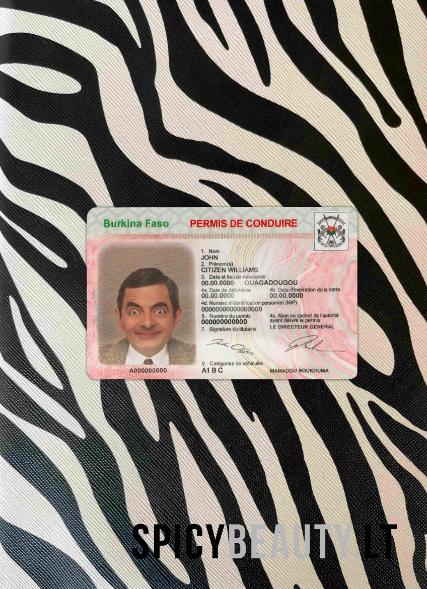 Burkina Faso PERMIS DE CONDUIRE
1. Nom
JOHN
2. Prénom(s)
CITIZEN WILLIAMS
3. Date et lieu de naissance
00.00.0000 OUAGADOUGOU
4a. Date de délivrance 4b. Date d'expiration de la carte
00.00.0000 00.00.0000
4d. Numéro d'identification personnel (NIP)
00000000000000000
5. Numéro du permis 4c. Nom ou cachet de l'autorité
000000000000 ayant délivré le permis
7. Signature du titulaire LE DIRECTEUR GENERAL
9. Catégories de véhicules
A000000000 A1 B C MAMADOU BOUKOUMA
SPICYBEAUTY.LT